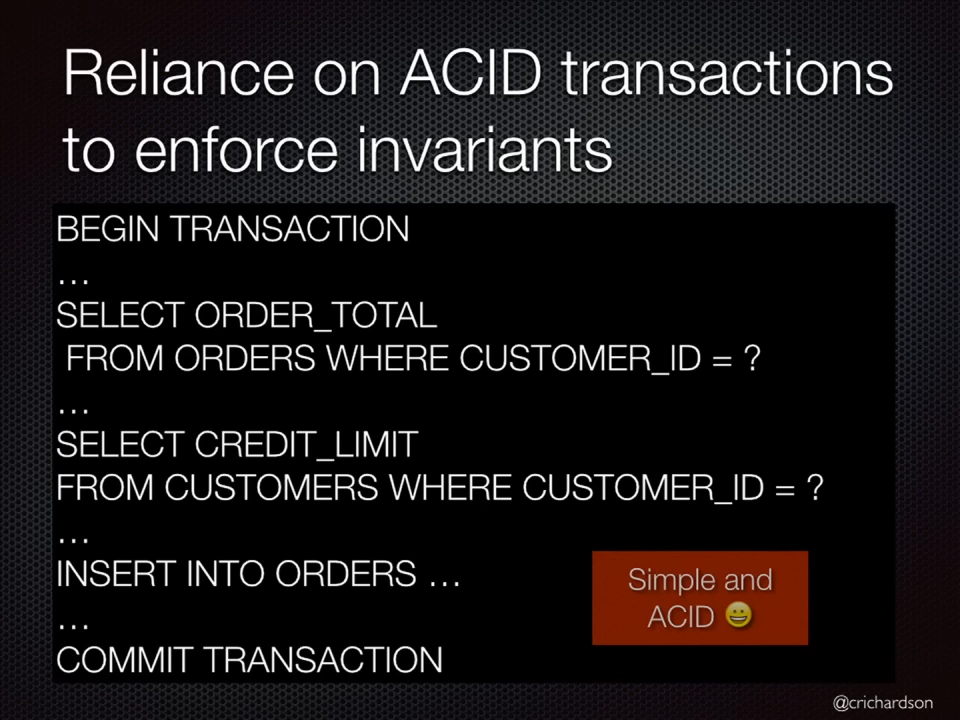 Reliance on ACID transactions
to enforce invariants
BEGIN TRANSACTION
…
SELECT ORDER_TOTAL
FROM ORDERS WHERE CUSTOMER_ID = ?
…
SELECT CREDIT_LIMIT
FROM CUSTOMERS WHERE CUSTOMER_ID = ?
…
INSERT INTO ORDERS …
…
COMMIT TRANSACTION
Simple and
ACID 😀
@crichardson